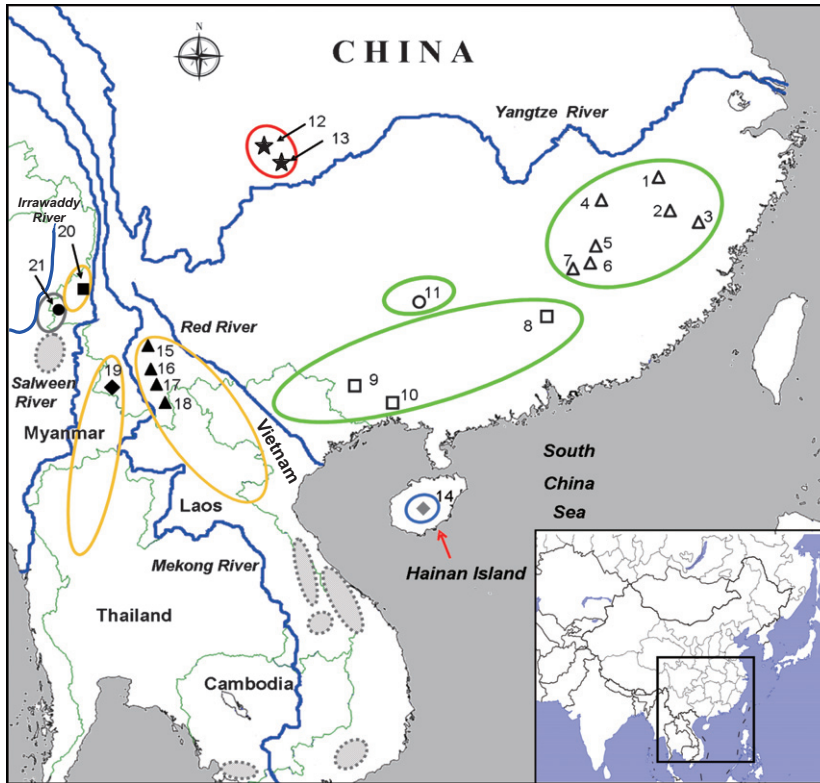 CHINA
12
13
Yangtze River
1
4
2
3
5
7
6
Irrawaddy
River
20
21
11
8
Red River
15
16
19
17
18
9
10
Salween
River
Myanmar
Vietnam
South
China
Sea
14
Laos
Mekong River
Hainan Island
Thailand
Cambodia